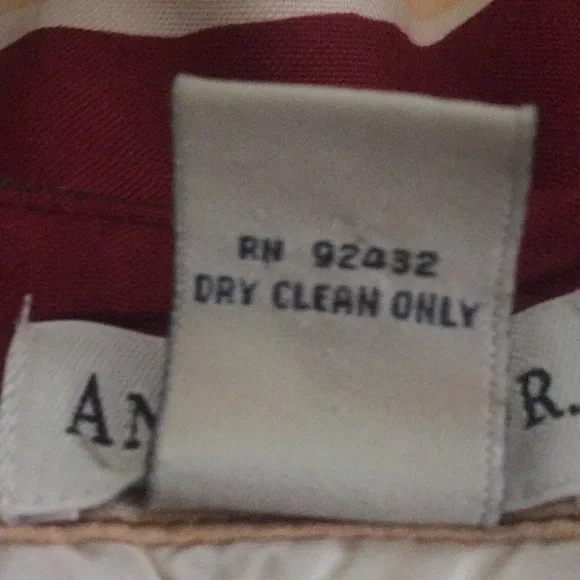 RN 92432
DRY CLEAN ONLY
AN R.